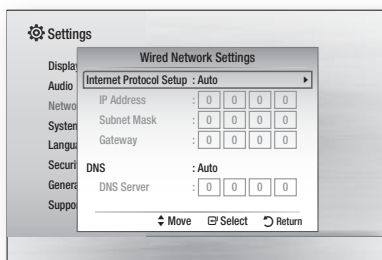 Settings
Wired Network Settings
Internet Protocol Setup : Auto
IP Address : 0 0 0 0
Subnet Mask : 0 0 0 0
Gateway : 0 0 0 0
DNS : Auto
DNS Server : 0 0 0 0
Move Select Return
Display
Audio
Netwo
System
Langua
Securi
Genera
Suppo